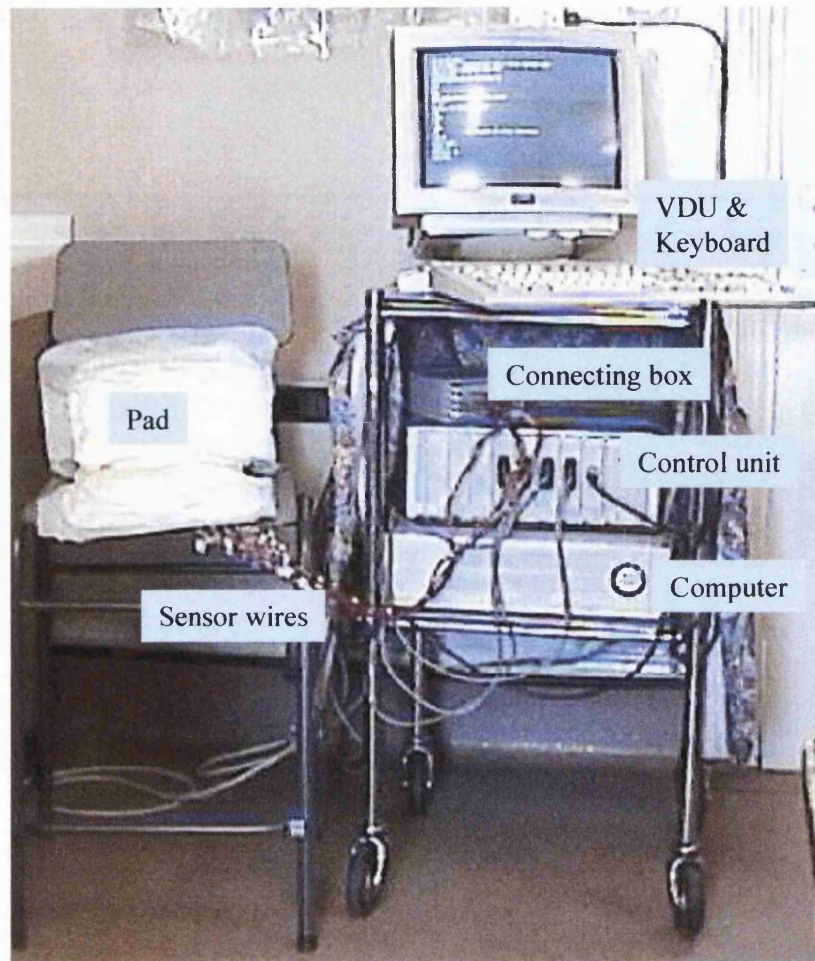 VDU &
Keyboard
Connecting box
Pad
Control unit
Computer
Sensor wires